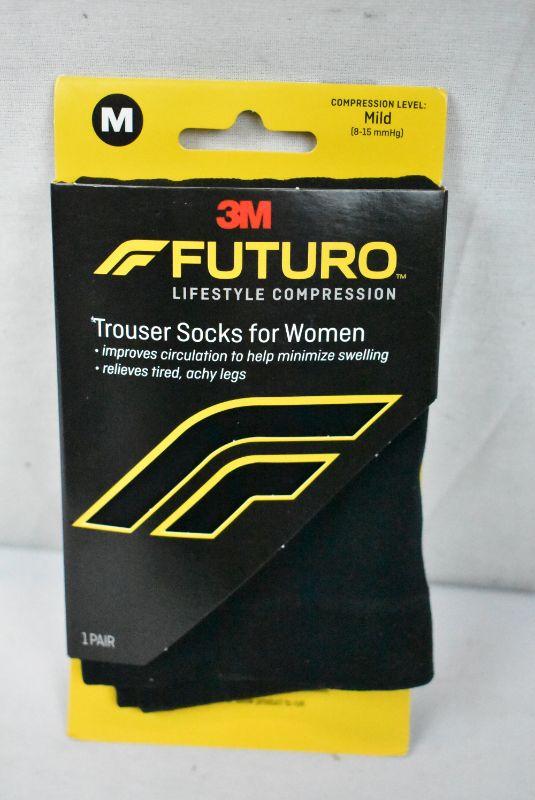 M
COMPRESSION LEVEL:
Mild
(8-15 mmHg)
3M
FUTURO™
LIFESTYLE COMPRESSION
Trouser Socks for Women
• improves circulation to help minimize swelling
• relieves tired, achy legs
1 PAIR